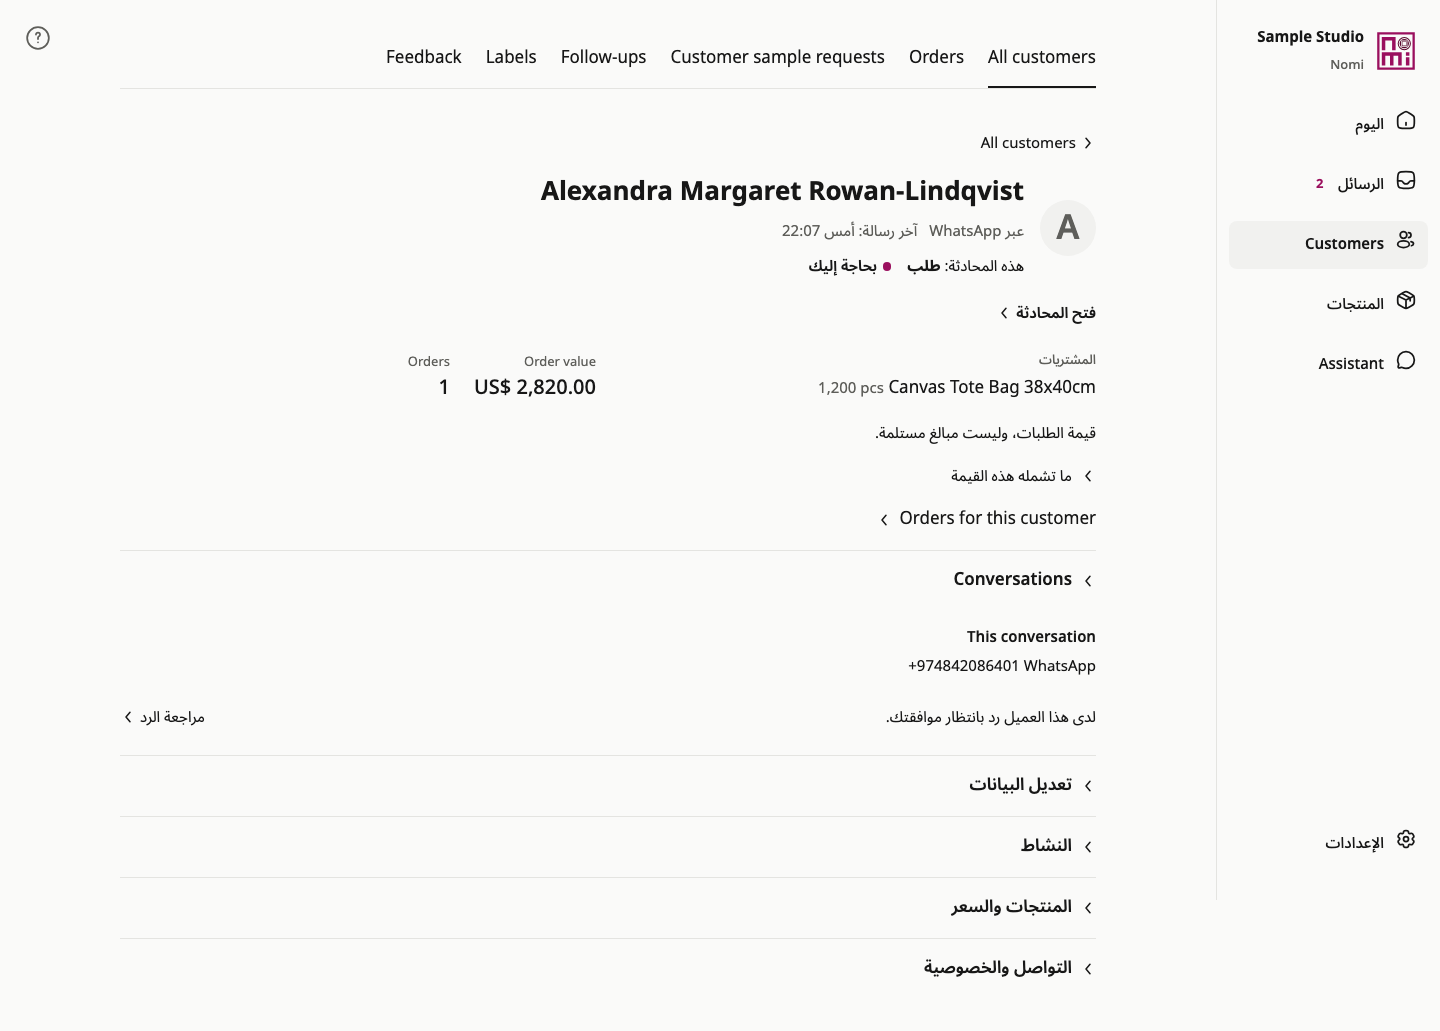 Sample Studio
Nomi
اليوم
الرسائل 2
Customers
المنتجات
Assistant
الإعدادات
All customers
Orders
Customer sample requests
Follow-ups
Labels
Feedback
All customers
Alexandra Margaret Rowan-Lindqvist
A
عبر WhatsApp آخر رسالة: أمس 22:07
هذه المحادثة: طلب بحاجة إليك
فتح المحادثة
المشتريات
Canvas Tote Bag 38x40cm 1,200 pcs
Order value
US$ 2,820.00
Orders
1
قيمة الطلبات، وليست مبالغ مستلمة.
ما تشمله هذه القيمة
Orders for this customer
Conversations
This conversation
+974842086401 WhatsApp
لدى هذا العميل رد بانتظار موافقتك.
مراجعة الرد
تعديل البيانات
النشاط
المنتجات والسعر
التواصل والخصوصية